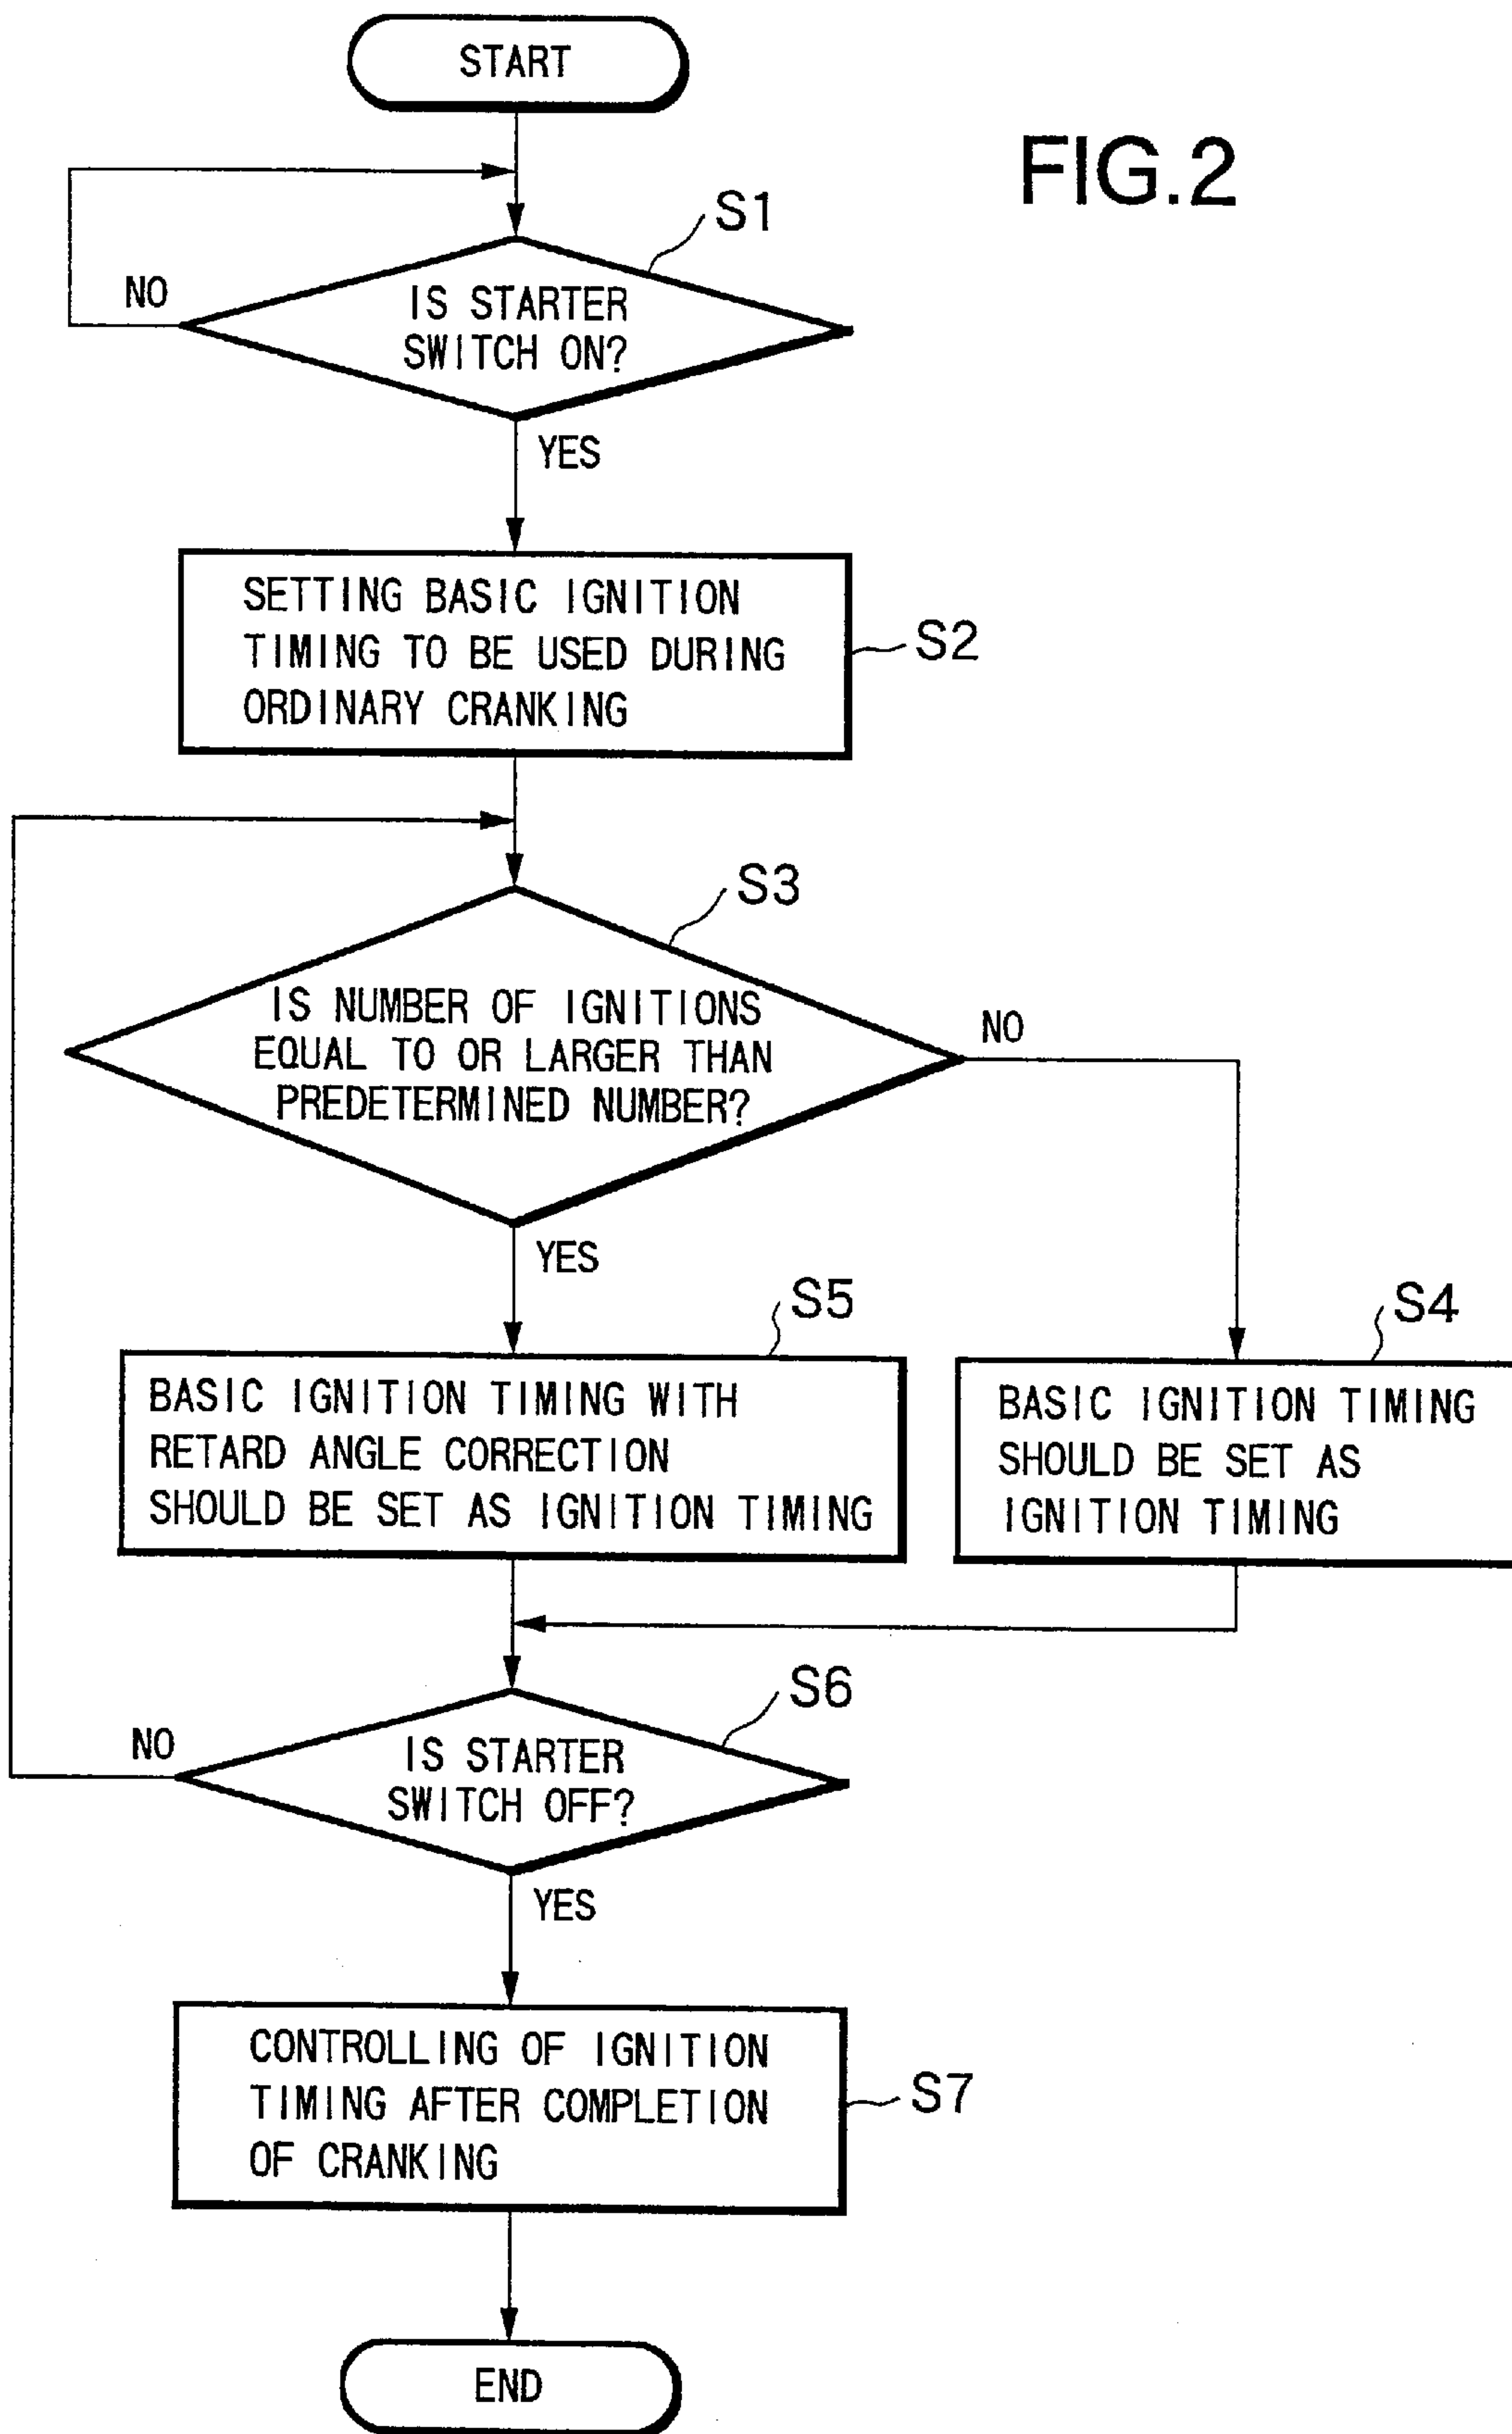 START
FIG.2
S1
NO
IS STARTER
SWITCH ON?
YES
SETTING BASIC IGNITION
TIMING TO BE USED DURING
ORDINARY CRANKING
S2
S3
IS NUMBER OF IGNITIONS
EQUAL TO OR LARGER THAN
PREDETERMINED NUMBER?
NO
YES
S5
S4
BASIC IGNITION TIMING WITH
RETARD ANGLE CORRECTION
SHOULD BE SET AS IGNITION TIMING
BASIC IGNITION TIMING
SHOULD BE SET AS
IGNITION TIMING
S6
NO
IS STARTER
SWITCH OFF?
YES
CONTROLLING OF IGNITION
TIMING AFTER COMPLETION
OF CRANKING
S7
END